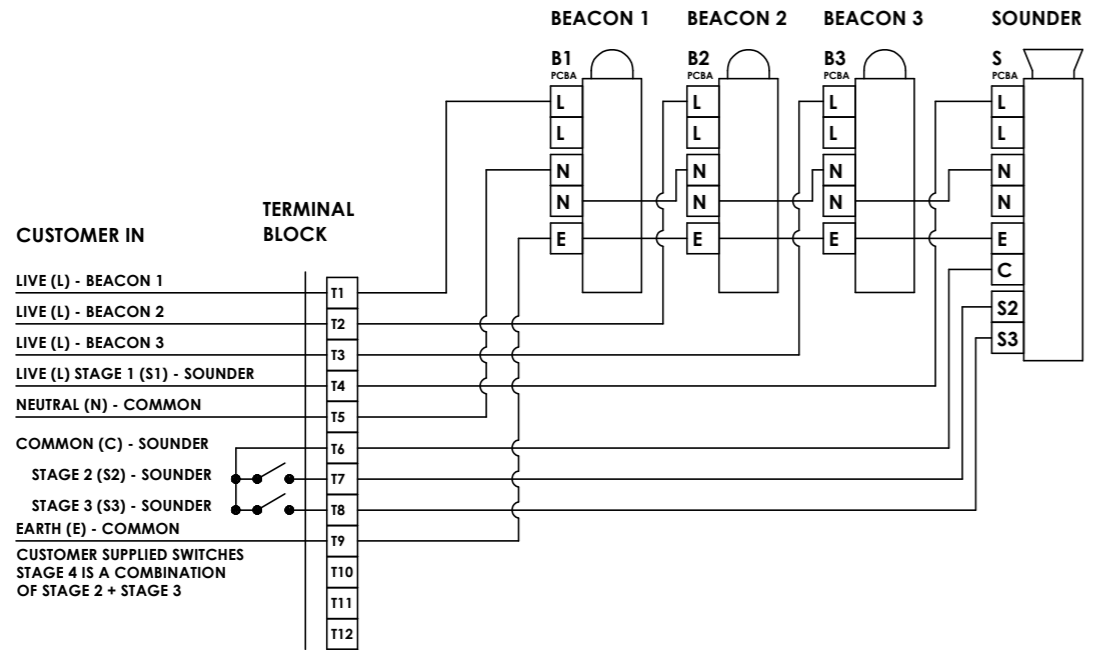 BEACON 1 BEACON 2 BEACON 3 SOUNDER
B1 B2 B3 S
PCBA PCBA PCBA PCBA
L L L L
L L L L
N N N N
N N N N
E E E E
C
S2
S3
TERMINAL
BLOCK
CUSTOMER IN
LIVE (L) - BEACON 1 T1
LIVE (L) - BEACON 2 T2
LIVE (L) - BEACON 3 T3
LIVE (L) STAGE 1 (S1) - SOUNDER T4
NEUTRAL (N) - COMMON T5
COMMON (C) - SOUNDER T6
STAGE 2 (S2) - SOUNDER T7
STAGE 3 (S3) - SOUNDER T8
EARTH (E) - COMMON T9
CUSTOMER SUPPLIED SWITCHES
STAGE 4 IS A COMBINATION T10
OF STAGE 2 + STAGE 3
T11
T12